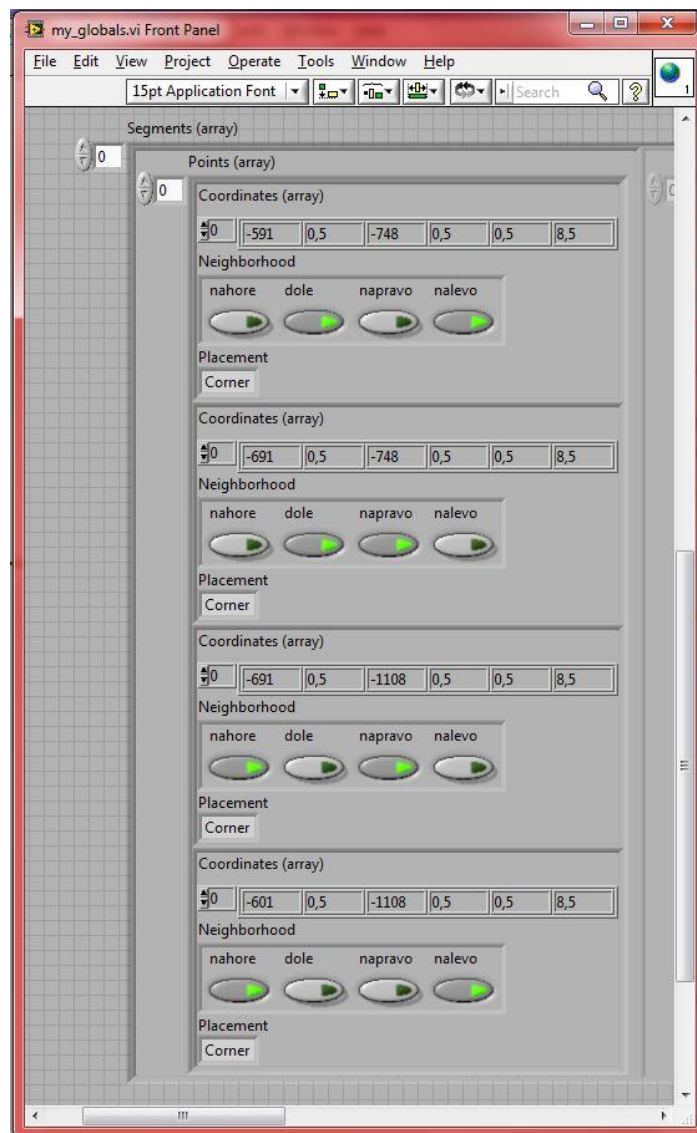 my_globals.vi Front Panel
File Edit View Project Operate Tools Window Help
15pt Application Font Search ? 1
Segments (array)
0 Points (array)
0 Coordinates (array)
0 -591 0,5 -748 0,5 0,5 8,5
Neighborhood
nahore dole napravo nalevo
Placement
Corner
Coordinates (array)
0 -691 0,5 -748 0,5 0,5 8,5
Neighborhood
nahore dole napravo nalevo
Placement
Corner
Coordinates (array)
0 -691 0,5 -1108 0,5 0,5 8,5
Neighborhood
nahore dole napravo nalevo
Placement
Corner
Coordinates (array)
0 -601 0,5 -1108 0,5 0,5 8,5
Neighborhood
nahore dole napravo nalevo
Placement
Corner